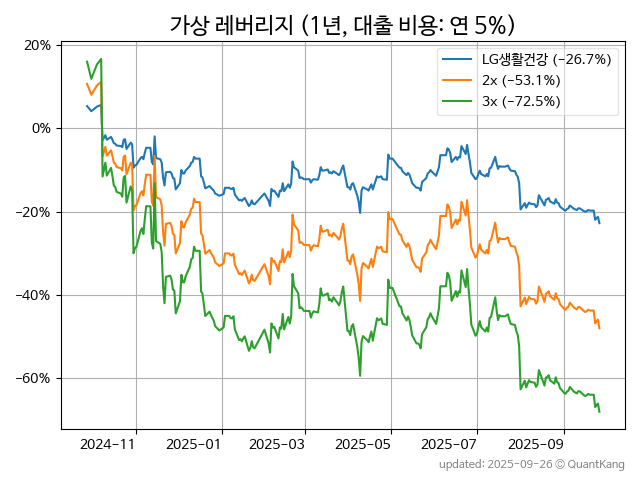 가상 레버리지 (1년, 대출 비용: 연 5%)
LG생활건강 (−26.7%)
2x (−53.1%)
3x (−72.5%)
20%
0%
−20%
−40%
−60%
2024−11 2025−01 2025−03 2025−05 2025−07 2025−09
updated: 2025-09-26 © QuantKang